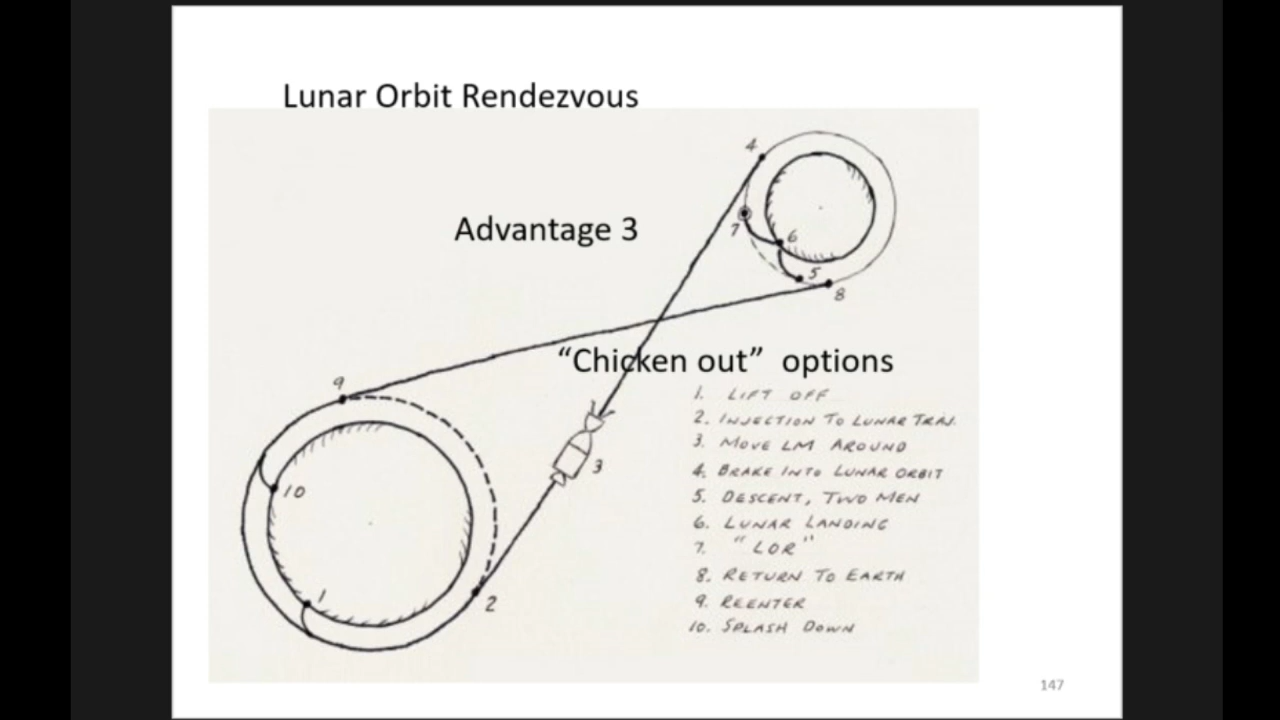 Lunar Orbit Rendezvous
Advantage 3
“Chicken out” options
4
7
6
5
8
9
3
10
1
2
1. LIFT OFF
2. INJECTION TO LUNAR TRAJ.
3. MOVE LM AROUND
4. BRAKE INTO LUNAR ORBIT
5. DESCENT, TWO MEN
6. LUNAR LANDING
7. "LOR"
8. RETURN TO EARTH
9. REENTER
10. SPLASH DOWN
147